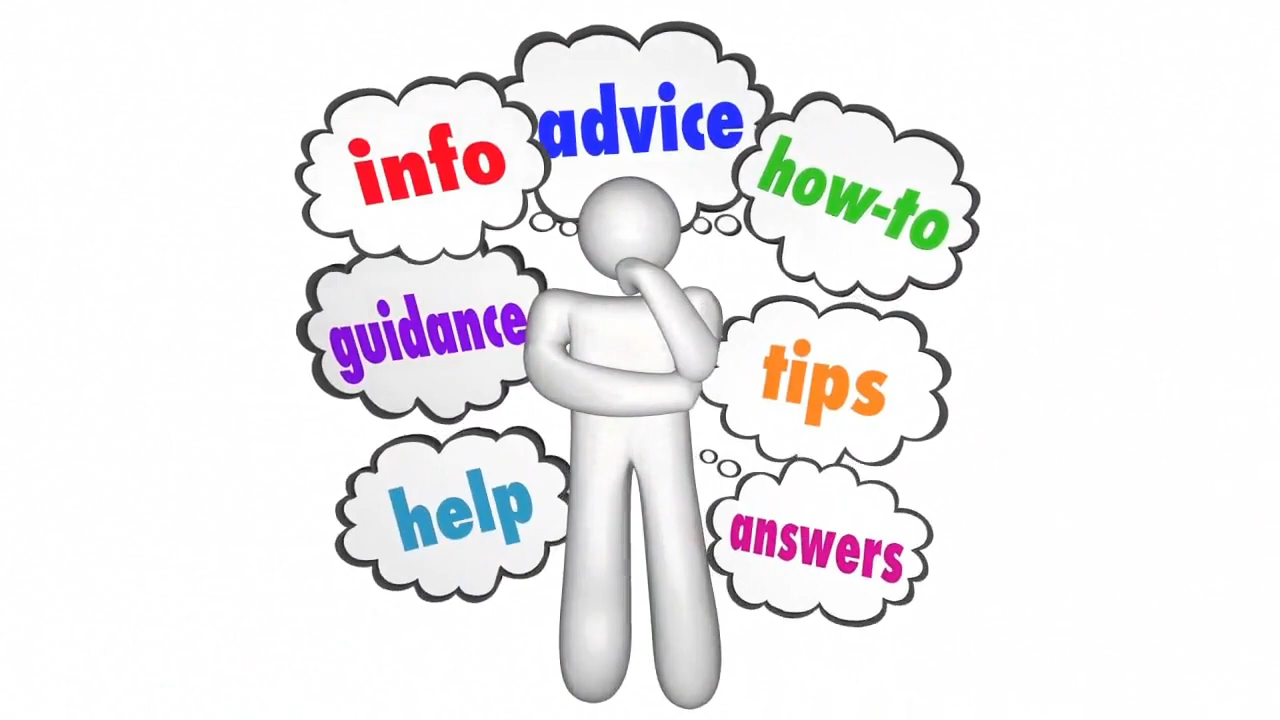 advice
info
how-to
guidance
tips
help
answers